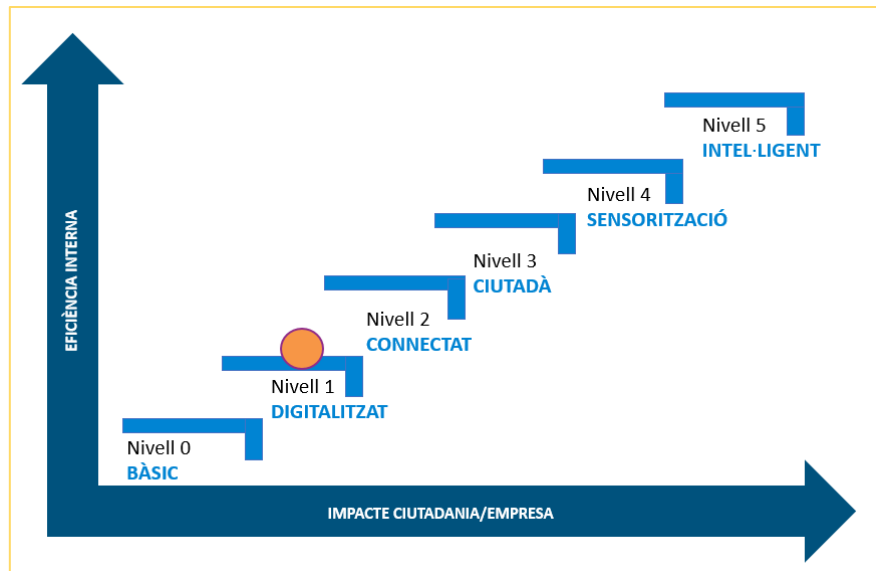 EFICIÈNCIA INTERNA
Nivell 5
INTEL·LIGENT
Nivell 4
SENSORITZACIÓ
Nivell 3
CIUTADÀ
Nivell 2
CONNECTAT
Nivell 1
DIGITALITZAT
Nivell 0
BÀSIC
IMPACTE CIUTADANIA/EMPRESA